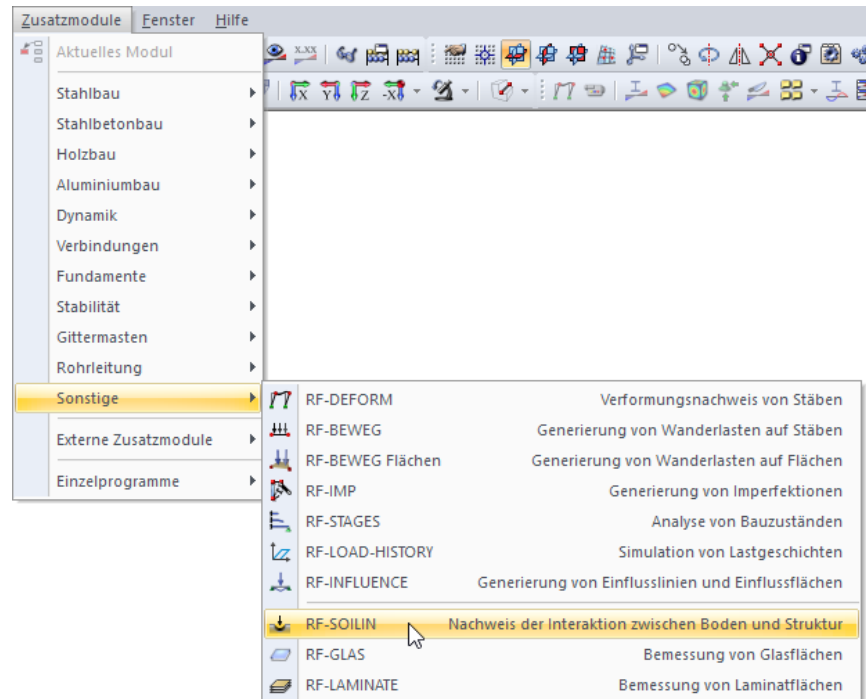 Zusatzmodule Fenster Hilfe
Aktuelles Modul
x.xx
X Y Z -X
Stahlbau
Stahlbetonbau
Holzbau
Aluminiumbau
Dynamik
Verbindungen
Fundamente
Stabilität
Gittermasten
Rohrleitung
Sonstige
Externe Zusatzmodule
Einzelprogramme
RF-DEFORM Verformungsnachweis von Stäben
RF-BEWEG Generierung von Wanderlasten auf Stäben
RF-BEWEG Flächen Generierung von Wanderlasten auf Flächen
RF-IMP Generierung von Imperfektionen
RF-STAGES Analyse von Bauzuständen
RF-LOAD-HISTORY Simulation von Lastgeschichten
RF-INFLUENCE Generierung von Einflusslinien und Einflussflächen
RF-SOILIN Nachweis der Interaktion zwischen Boden und Struktur
RF-GLAS Bemessung von Glasflächen
RF-LAMINATE Bemessung von Laminatflächen